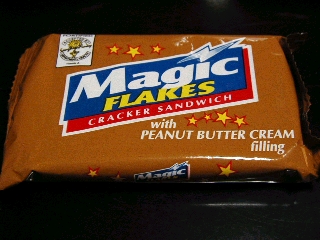 Magic
FLAKES
CRACKER SANDWICH
with
PEANUT BUTTER CREAM
filling